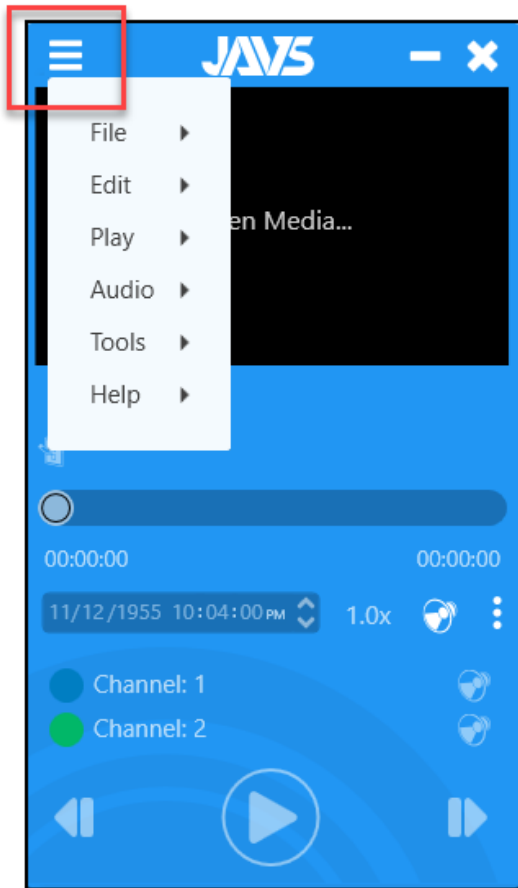 JAVS
File
Edit
Play
Audio
Tools
Help
en Media...
00:00:00 00:00:00
11/12/1955 10:04:00 PM 1.0x
Channel: 1
Channel: 2